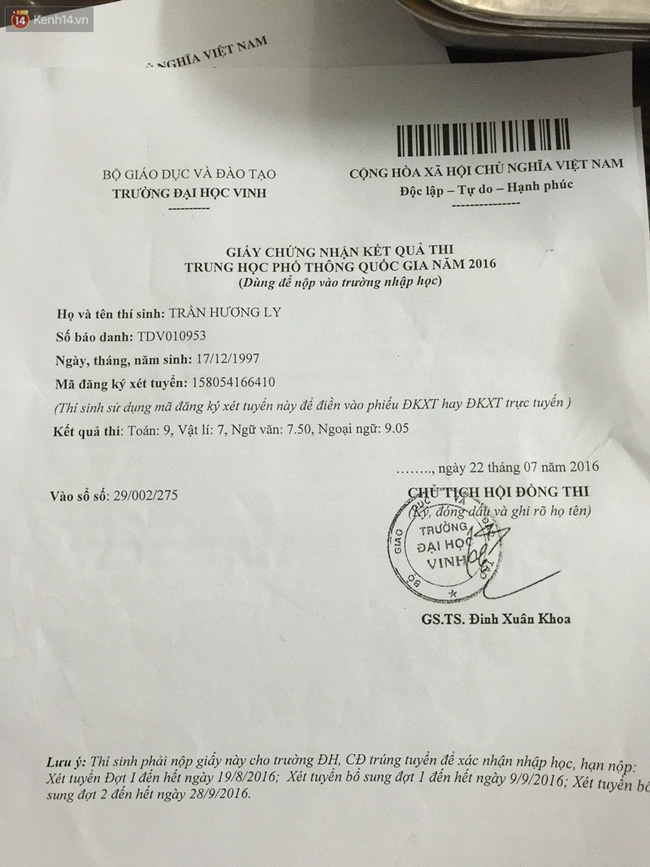 14 Kenh14.vn
NGHĨA VIỆT NAM
BỘ GIÁO DỤC VÀ ĐÀO TẠO
TRƯỜNG ĐẠI HỌC VINH
----------
CỘNG HÒA XÃ HỘI CHỦ NGHĨA VIỆT NAM
Độc lập – Tự do – Hạnh phúc
---------------
GIẤY CHỨNG NHẬN KẾT QUẢ THI
TRUNG HỌC PHỔ THÔNG QUỐC GIA NĂM 2016
(Dùng để nộp vào trường nhập học)
Họ và tên thí sinh: TRẦN HƯƠNG LY
Số báo danh: TDV010953
Ngày, tháng, năm sinh: 17/12/1997
Mã đăng ký xét tuyển: 158054166410
(Thí sinh sử dụng mã đăng ký xét tuyển này để điền vào phiếu ĐKXT hay ĐKXT trực tuyến )
Kết quả thi: Toán: 9, Vật lí: 7, Ngữ văn: 7.50, Ngoại ngữ: 9.05
........, ngày 22 tháng 07 năm 2016
Vào sổ số: 29/002/275
CHỦ TỊCH HỘI ĐỒNG THI
(Ký, đóng dấu và ghi rõ họ tên)
BỘ GIÁO DỤC VÀ ĐÀO TẠO
TRƯỜNG
ĐẠI HỌC
VINH
GS.TS. Đinh Xuân Khoa
Lưu ý: Thí sinh phải nộp giấy này cho trường ĐH, CĐ trúng tuyển để xác nhận nhập học, hạn nộp:
Xét tuyển Đợt I đến hết ngày 19/8/2016; Xét tuyển bổ sung đợt 1 đến hết ngày 9/9/2016; Xét tuyển bổ
sung đợt 2 đến hết ngày 28/9/2016.